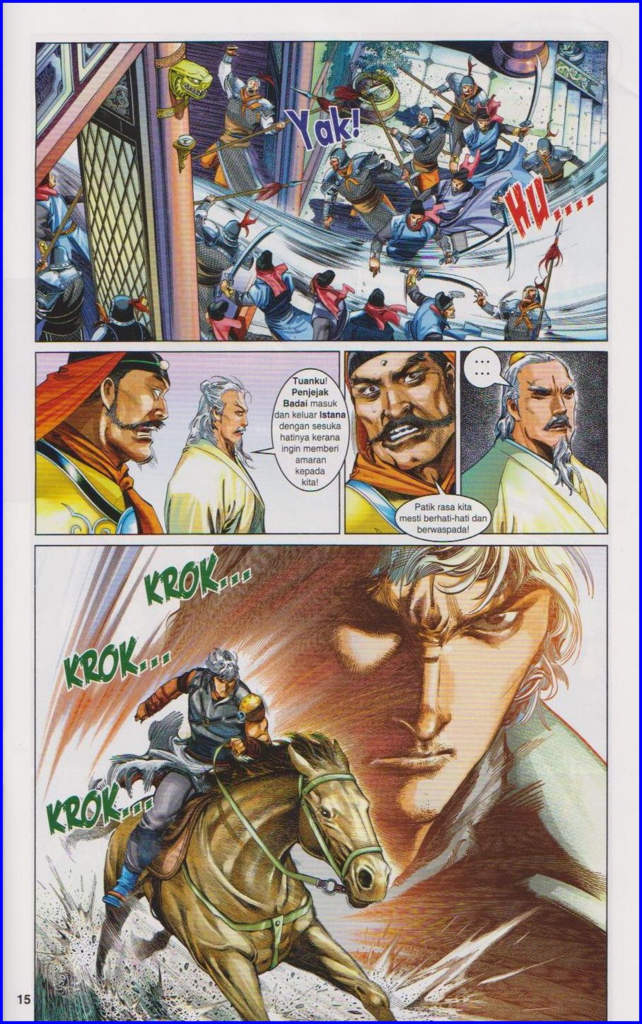 Yak!
HU....
Tuanku!
Penjejak
Badai masuk
dan keluar Istana
dengan sesuka
hatinya kerana
ingin memberi
amaran
kepada
kita!
Patik rasa kita
mesti berhati-hati dan
berwaspada!
...
...
KROK...
KROK...
KROK...
15